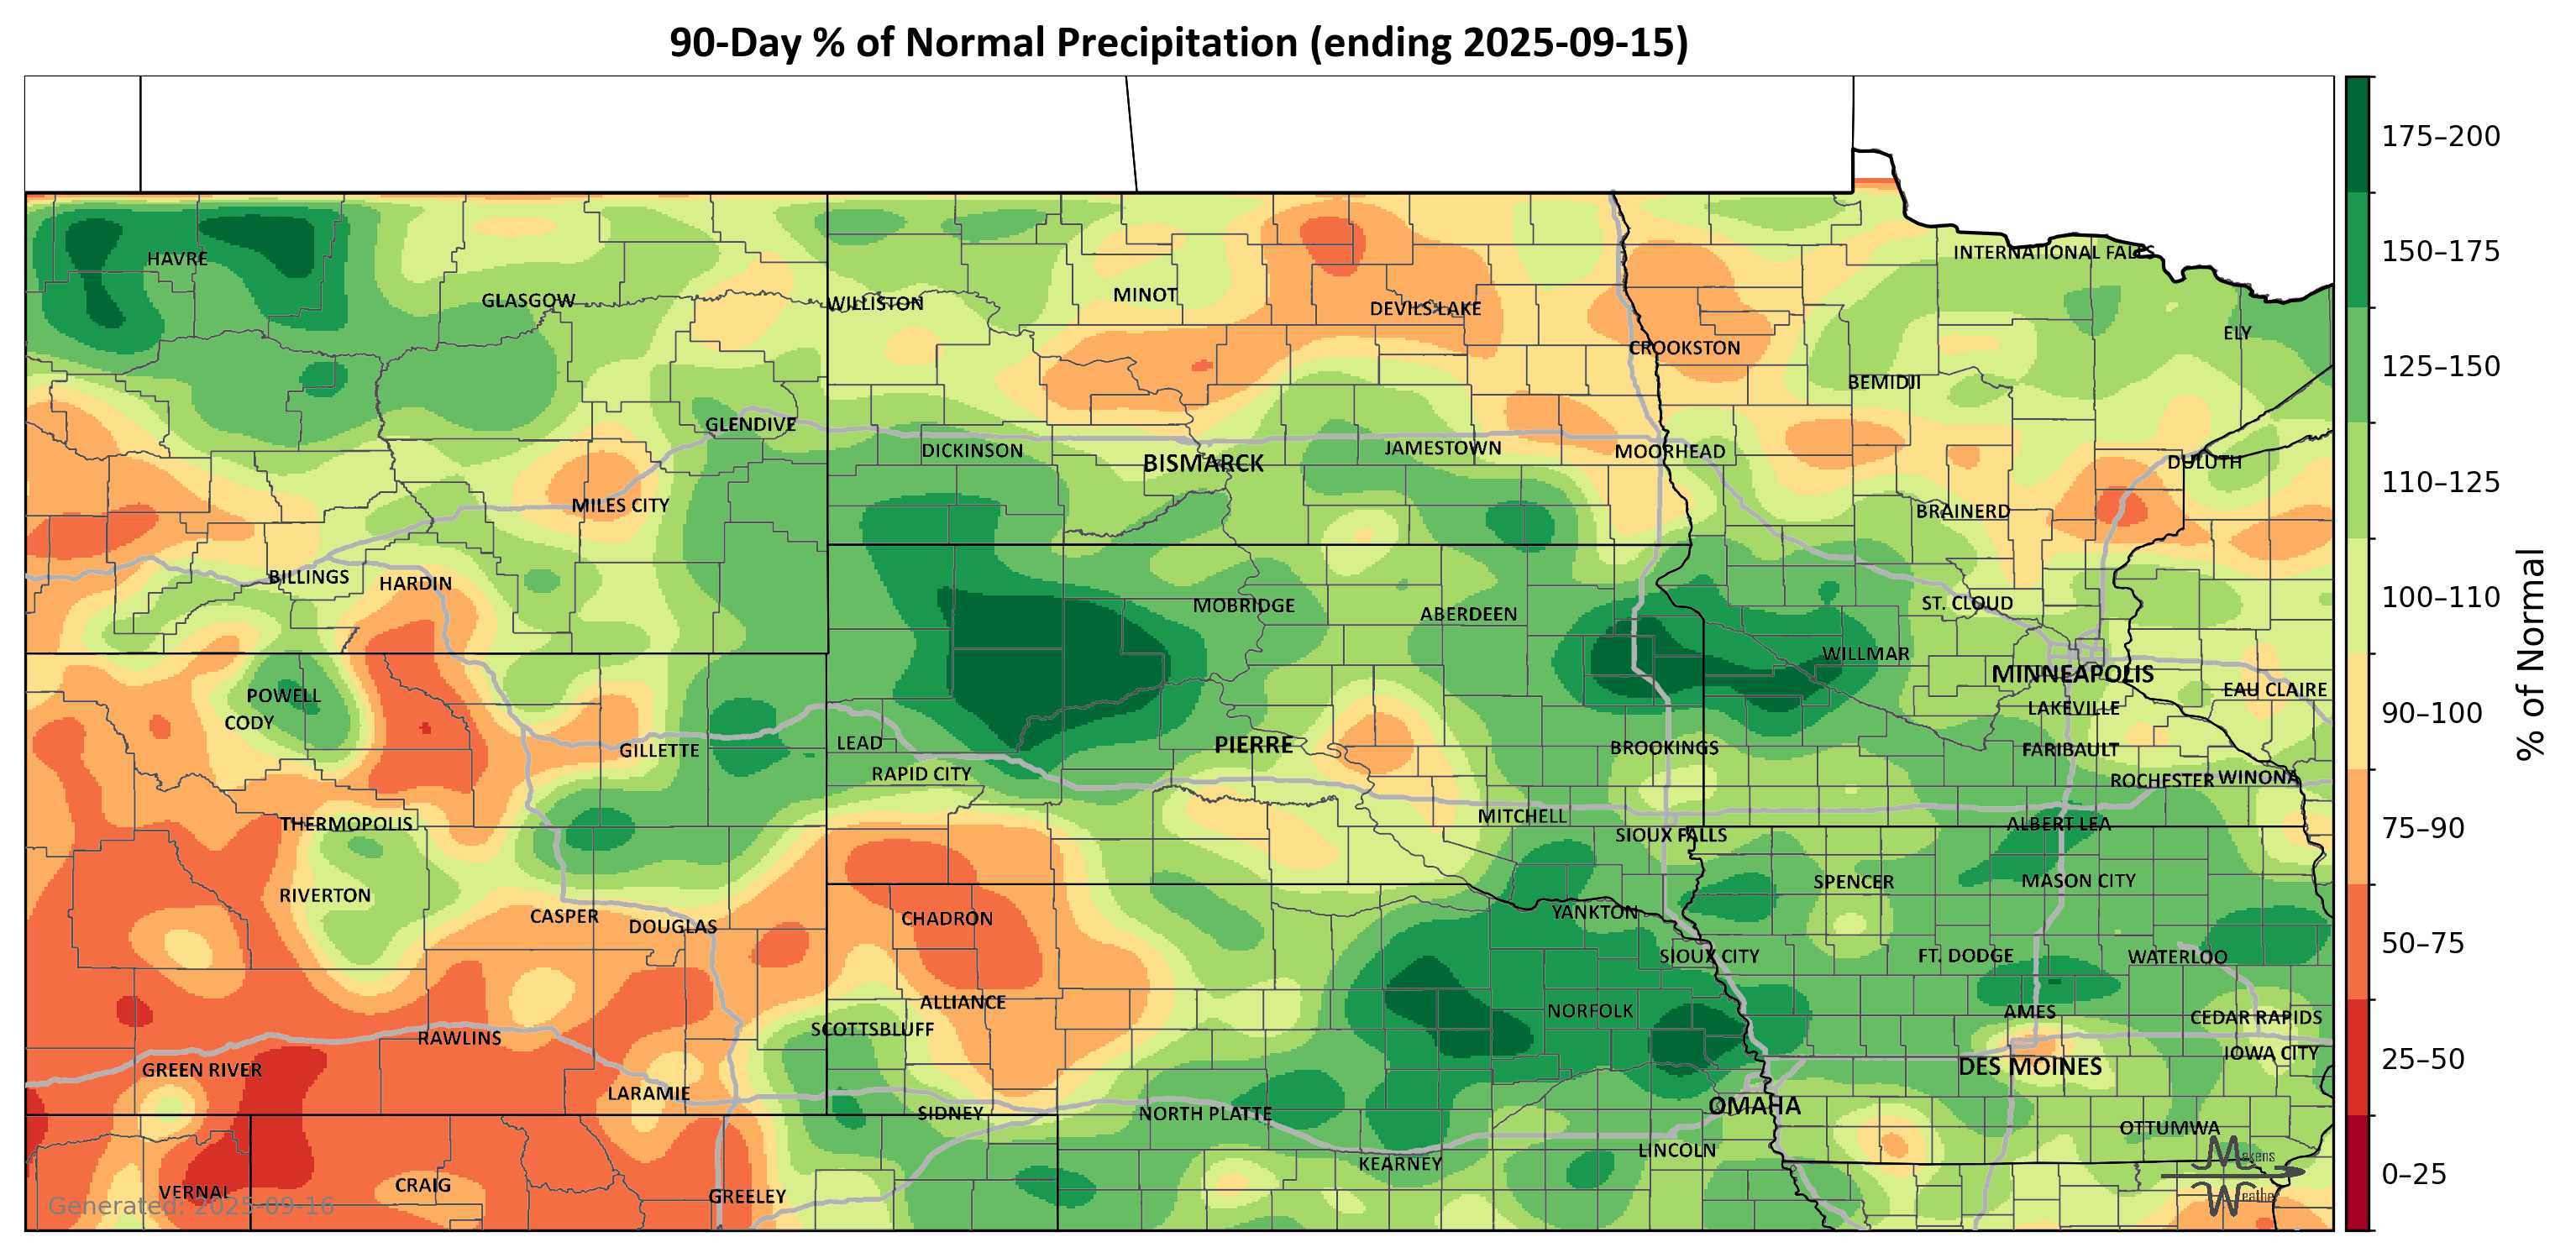 90-Day % of Normal Precipitation (ending 2025-09-15)
175–200
150–175
125–150
110–125
100–110
90–100
75–90
50–75
25–50
0–25
% of Normal
INTERNATIONAL FALLS
HAVRE
GLASGOW
WILLISTON
MINOT
DEVILS LAKE
ELY
CROOKSTON
BEMIDJI
GLENDIVE
DICKINSON
BISMARCK
JAMESTOWN
MOORHEAD
DULUTH
MILES CITY
BRAINERD
BILLINGS
HARDIN
MOBRIDGE
ABERDEEN
ST. CLOUD
WILLMAR
MINNEAPOLIS
POWELL
CODY
EAU CLAIRE
LAKEVILLE
GILLETTE
LEAD
PIERRE
BROOKINGS
FARIBAULT
RAPID CITY
ROCHESTER
WINONA
THERMOPOLIS
MITCHELL
SIOUX FALLS
ALBERT LEA
RIVERTON
SPENCER
MASON CITY
CASPER
DOUGLAS
CHADRON
YANKTON
SIOUX CITY
FT. DODGE
WATERLOO
ALLIANCE
NORFOLK
AMES
CEDAR RAPIDS
RAWLINS
SCOTTSBLUFF
IOWA CITY
GREEN RIVER
DES MOINES
LARAMIE
SIDNEY
NORTH PLATTE
OMAHA
OTTUMWA
LINCOLN
KEARNEY
VERNAL
CRAIG
GREELEY
Generated: 2025-09-16
Makens
Weather